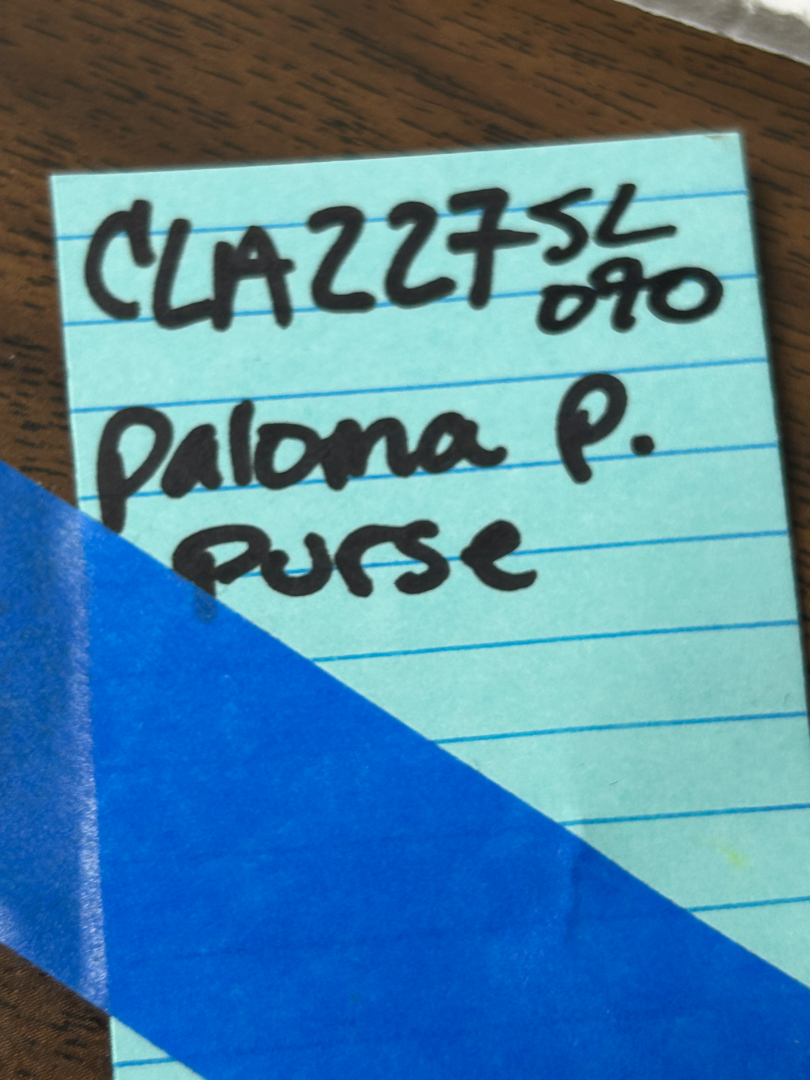 CLA227SL
090
Paloma P.
purse